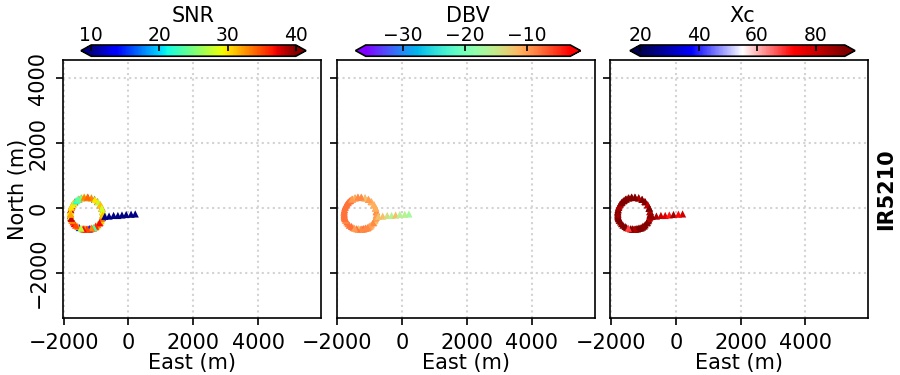 SNR DBV Xc
10 20 30 40 −30 −20 −10 20 40 60 80
North (m)
4000
2000
0
−2000
IR5210
−2000 0 2000 4000 −2000 0 2000 4000 −2000 0 2000 4000
East (m) East (m) East (m)